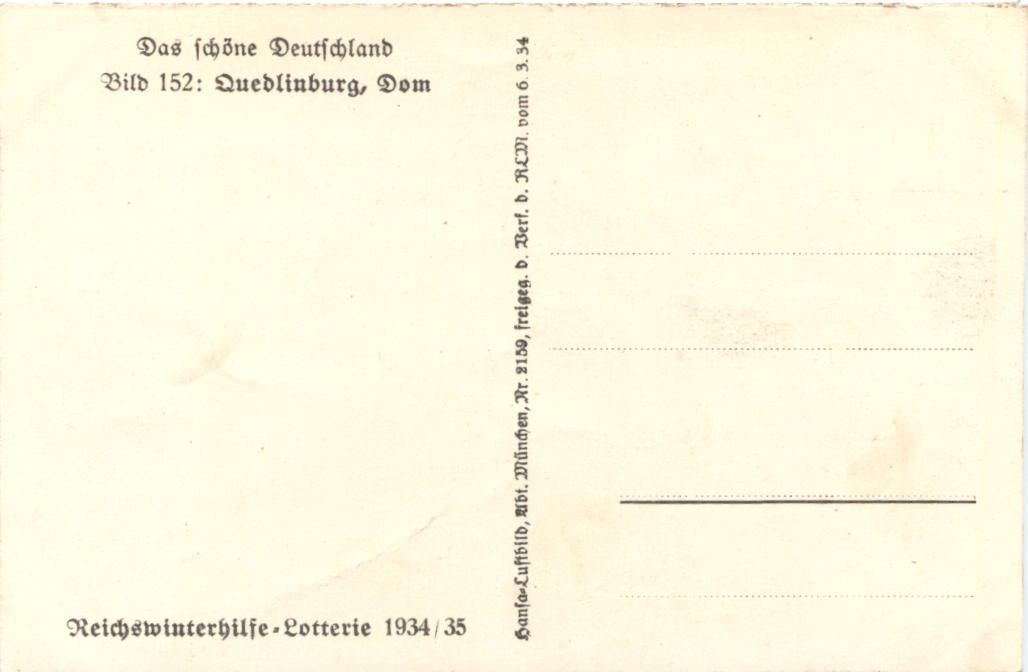 Das schöne Deutschland
Bild 152: Quedlinburg, Dom
Hansa-Luftbild, Abt. München, Nr. 2159, freigeg. d. Verf. d. RLM. vom 6. 3. 34
Reichswinterhilfe-Lotterie 1934/35